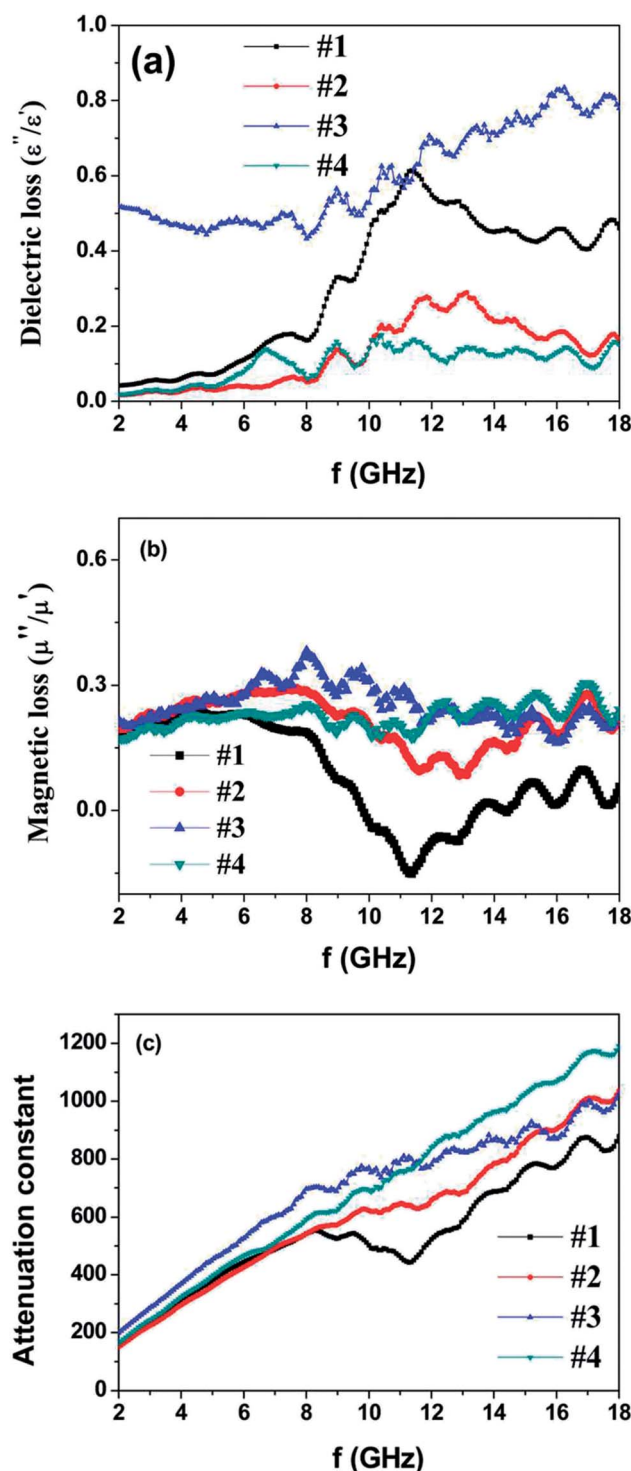 (a)
#1
#2
#3
#4
Dielectric loss (ε''/ε')
1.0
0.8
0.6
0.4
0.2
0.0
2 4 6 8 10 12 14 16 18
f (GHz)
(b)
Magnetic loss (μ''/μ')
0.6
0.3
0.0
#1
#2
#3
#4
2 4 6 8 10 12 14 16 18
f (GHz)
(c)
Attenuation constant
1200
1000
800
600
400
200
0
#1
#2
#3
#4
2 4 6 8 10 12 14 16 18
f (GHz)